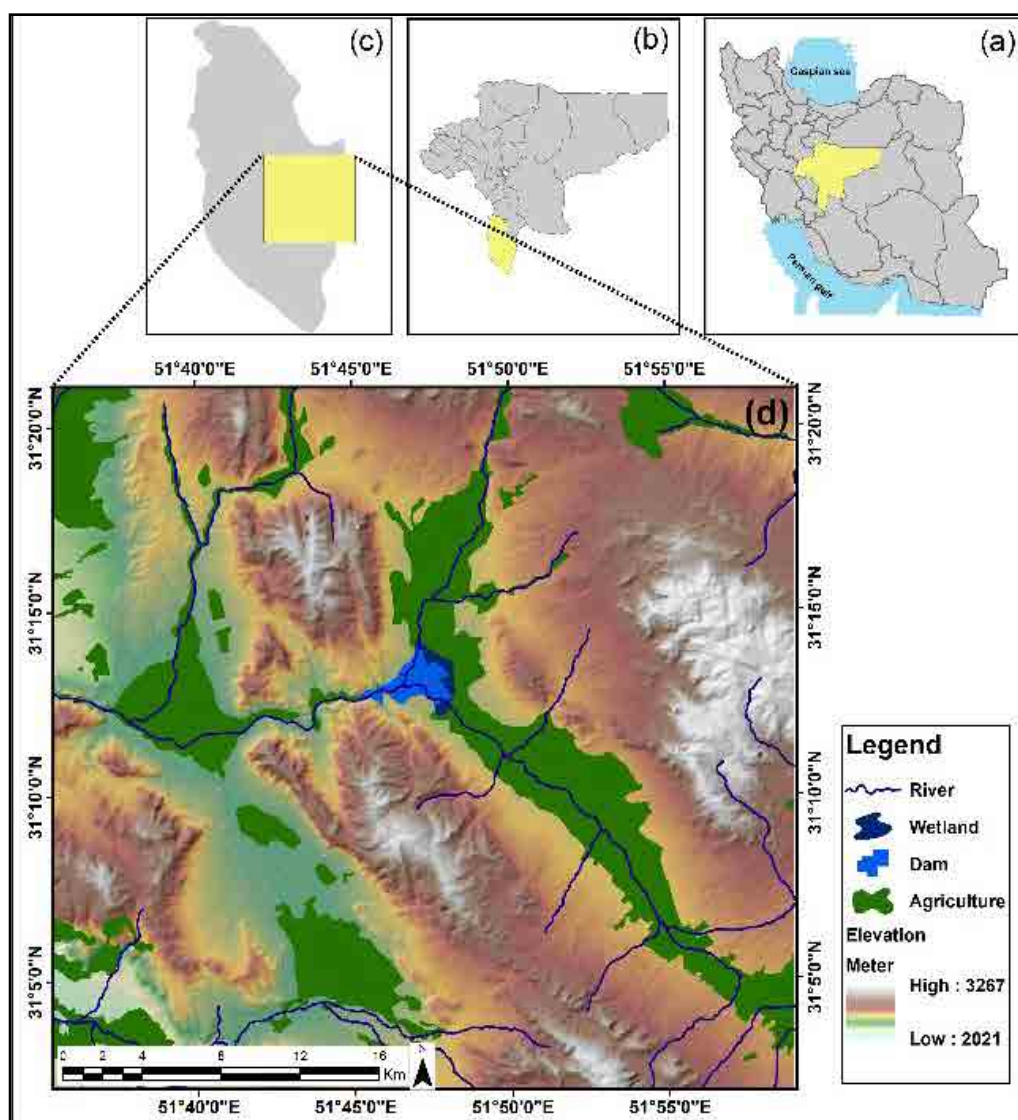 (c)
(b)
(a)
Caspian sea
Persian gulf
51°40'0"E 51°45'0"E 51°50'0"E 51°55'0"E
(d)
31°20'0"N 31°20'0"N
31°15'0"N 31°15'0"N
31°10'0"N 31°10'0"N
31°5'0"N 31°5'0"N
Legend
River
Wetland
Dam
Agriculture
Elevation
Meter
High : 3267
Low : 2021
0 2 4 8 12 16
Km
N
51°40'0"E 51°45'0"E 51°50'0"E 51°55'0"E